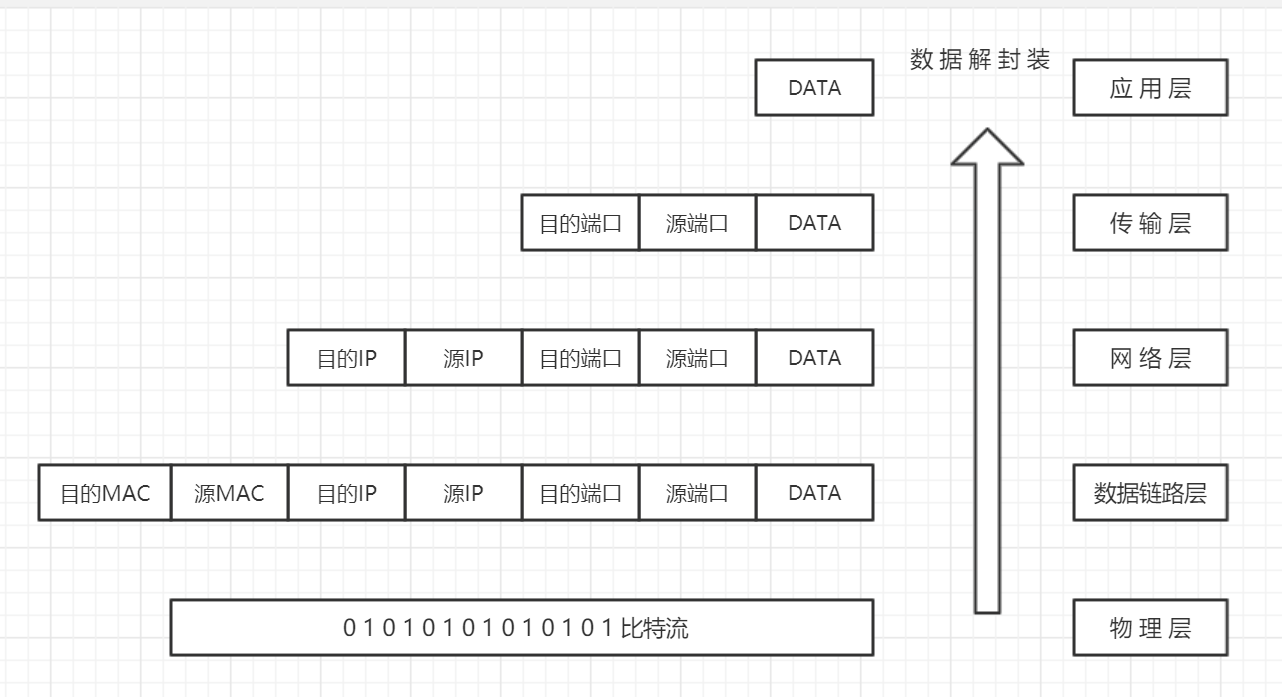 数据解封装
DATA 应用层
目的端口 源端口 DATA 传输层
目的IP 源IP 目的端口 源端口 DATA 网络层
目的MAC 源MAC 目的IP 源IP 目的端口 源端口 DATA 数据链路层
01010101010101比特流 物理层